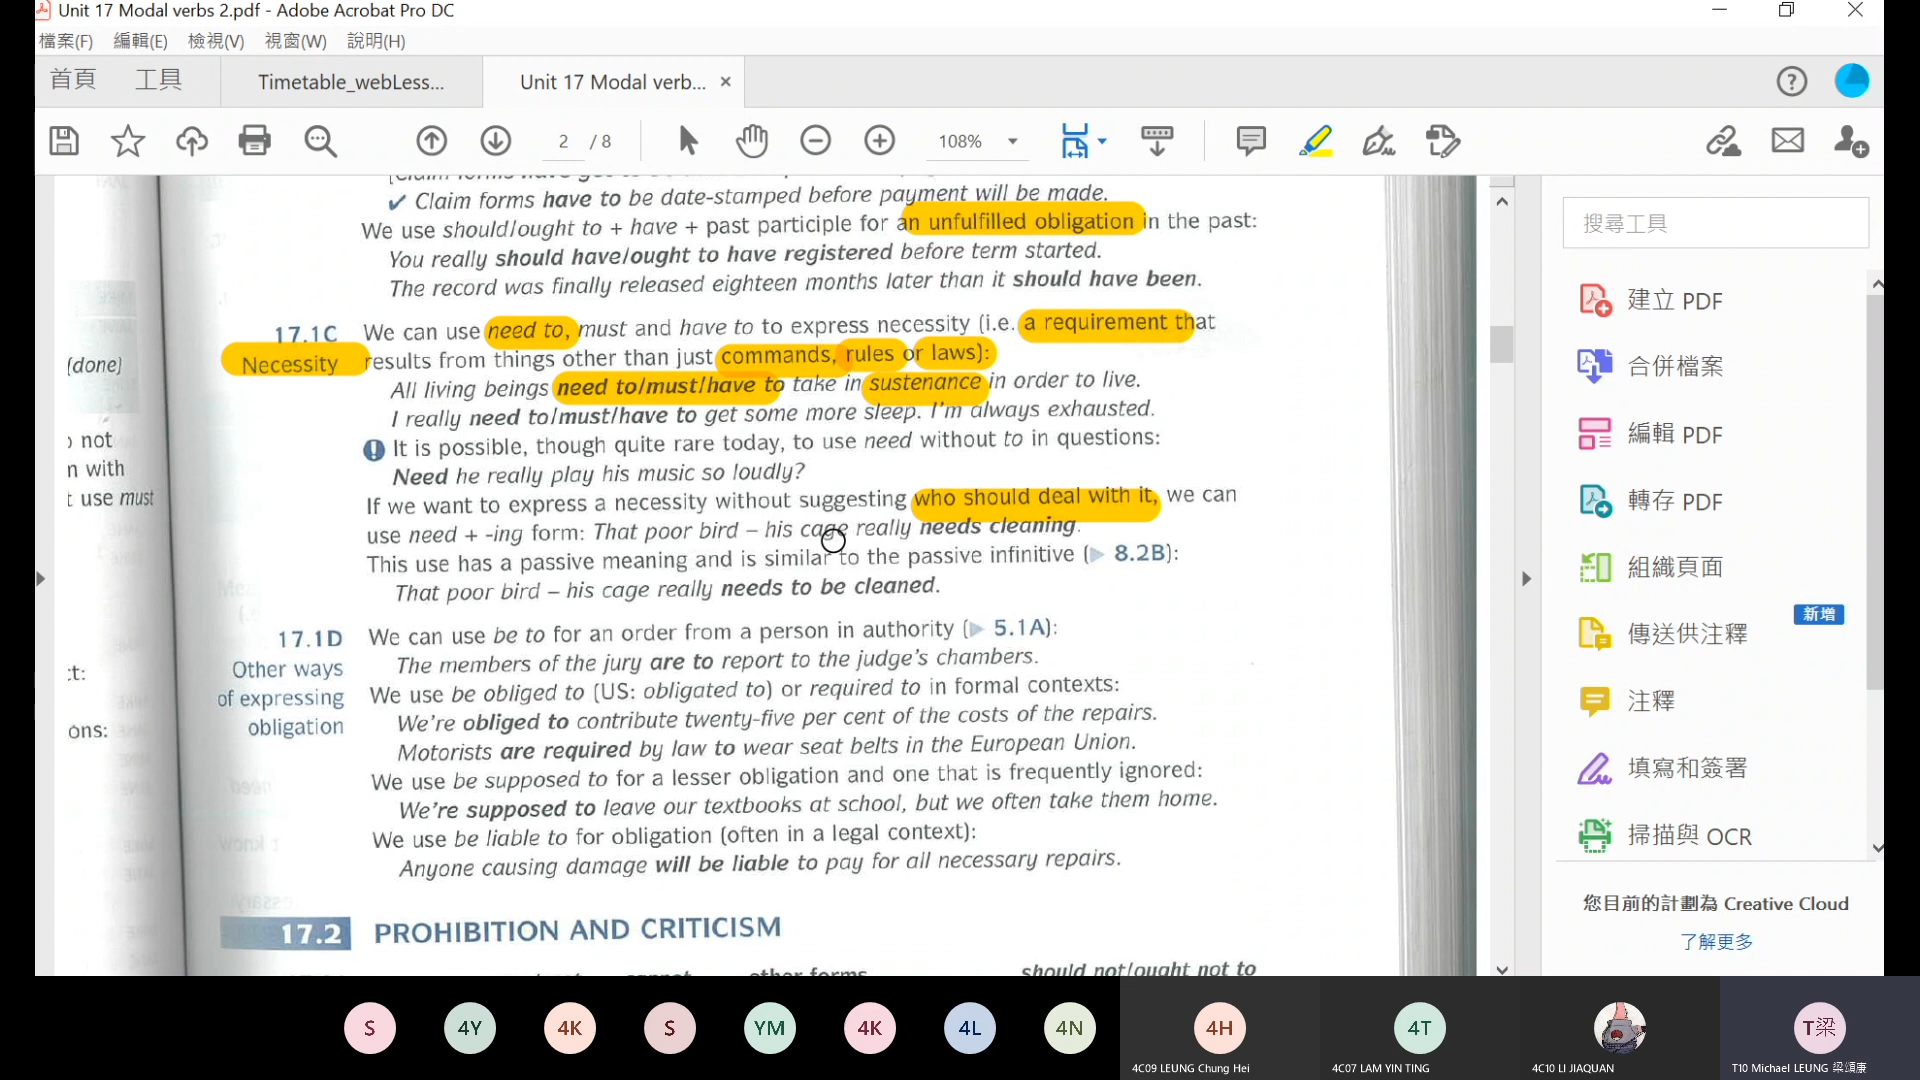 Unit 17 Modal verbs 2.pdf - Adobe Acrobat Pro DC
檔案(F) 編輯(E) 檢視(V) 視窗(W) 說明(H)
首頁 工具 Timetable_webLess... Unit 17 Modal verb... ×
2 / 8 108%
✔ Claim forms have to be date-stamped before payment will be made.
We use should/ought to + have + past participle for an unfulfilled obligation in the past:
You really should have/ought to have registered before term started.
The record was finally released eighteen months later than it should have been.
17.1C
Necessity
We can use need to, must and have to to express necessity (i.e. a requirement that
results from things other than just commands, rules or laws):
All living beings need to/must/have to take in sustenance in order to live.
I really need to/must/have to get some more sleep. I'm always exhausted.
It is possible, though quite rare today, to use need without to in questions:
Need he really play his music so loudly?
If we want to express a necessity without suggesting who should deal with it, we can
use need + -ing form: That poor bird – his cage really needs cleaning.
This use has a passive meaning and is similar to the passive infinitive (▶ 8.2B):
That poor bird – his cage really needs to be cleaned.
17.1D
Other ways
of expressing
obligation
We can use be to for an order from a person in authority (▶ 5.1A):
The members of the jury are to report to the judge's chambers.
We use be obliged to (US: obligated to) or required to in formal contexts:
We're obliged to contribute twenty-five per cent of the costs of the repairs.
Motorists are required by law to wear seat belts in the European Union.
We use be supposed to for a lesser obligation and one that is frequently ignored:
We're supposed to leave our textbooks at school, but we often take them home.
We use be liable to for obligation (often in a legal context):
Anyone causing damage will be liable to pay for all necessary repairs.
17.2 PROHIBITION AND CRITICISM
cannot other forms should not/ought not to
(done)
not
with
use must
ons:
搜尋工具
建立 PDF
合併檔案
編輯 PDF
轉存 PDF
組織頁面
新增
傳送供注釋
注釋
填寫和簽署
掃描與 OCR
您目前的計劃為 Creative Cloud
了解更多
S 4Y 4K S YM 4K 4L 4N 4H 4T T梁
4C09 LEUNG Chung Hei 4C07 LAM YIN TING 4C10 LI JIAQUAN T10 Michael LEUNG 梁頌康